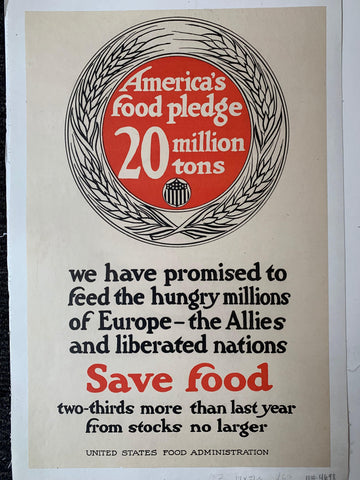 America's
food pledge
20 million
tons
we have promised to
feed the hungry millions
of Europe – the Allies
and liberated nations
Save food
two-thirds more than last year
from stocks no larger
UNITED STATES FOOD ADMINISTRATION